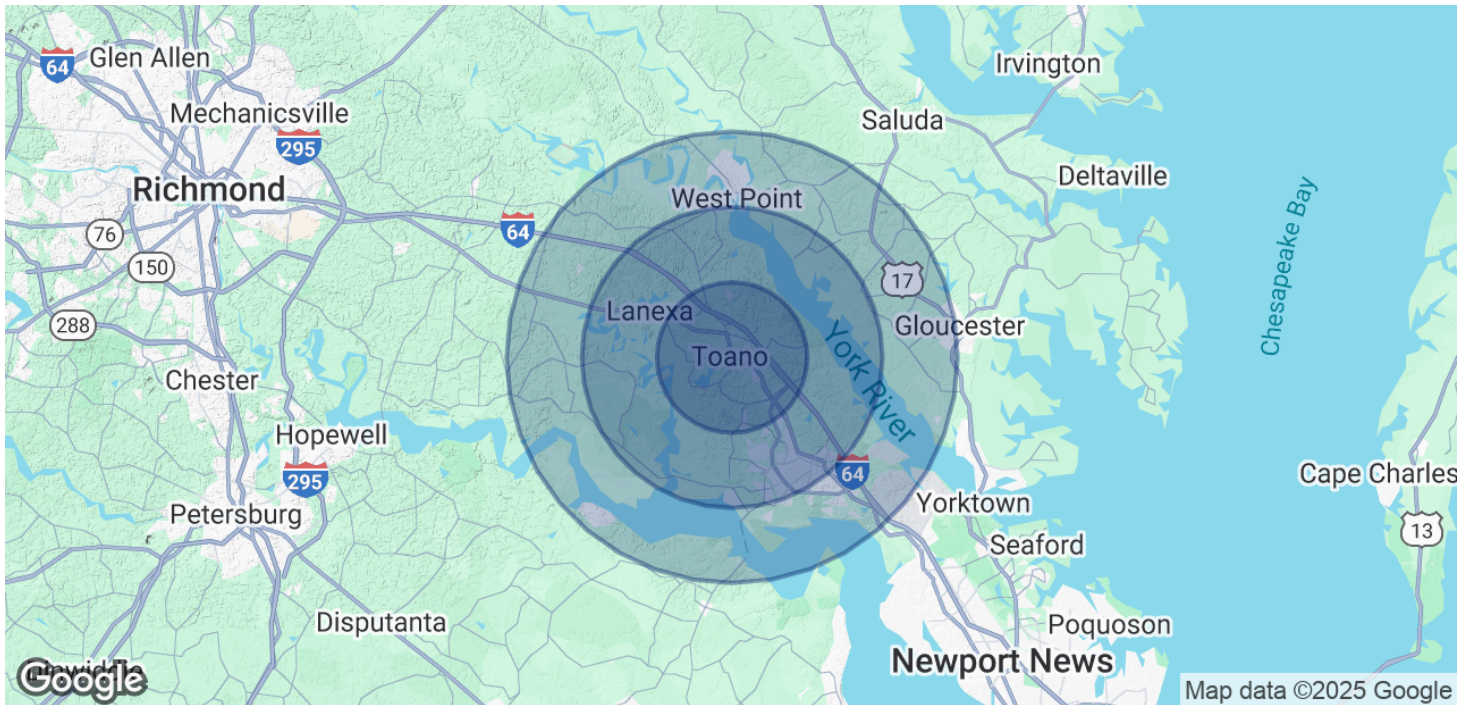 Glen Allen
64
Irvington
Mechanicsville
Saluda
295
Richmond
Deltaville
West Point
64
76
150
17
Chesapeake Bay
Lanexa
288
Gloucester
Toano
York River
Chester
Hopewell
295
64
Cape Charles
Petersburg
Yorktown
13
Seaford
Disputanta
Poquoson
Newport News
Google
Map data ©2025 Google